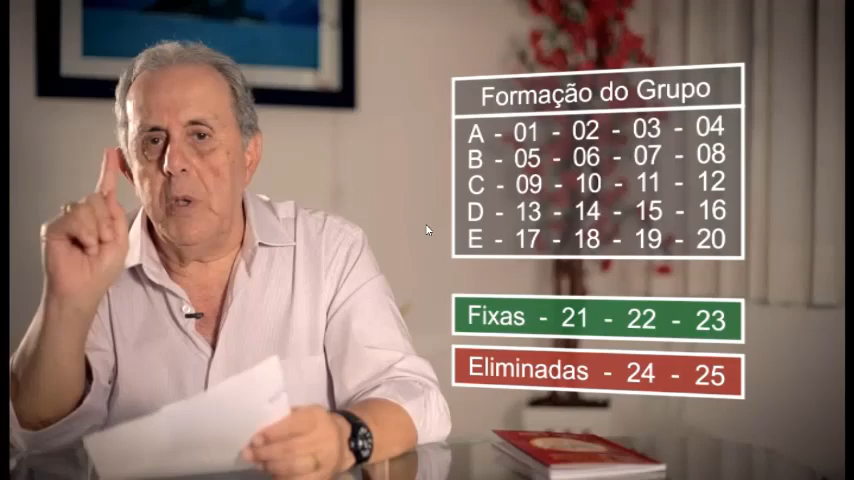 Formação do Grupo
A - 01 - 02 - 03 - 04
B - 05 - 06 - 07 - 08
C - 09 - 10 - 11 - 12
D - 13 - 14 - 15 - 16
E - 17 - 18 - 19 - 20
Fixas - 21 - 22 - 23
Eliminadas - 24 - 25